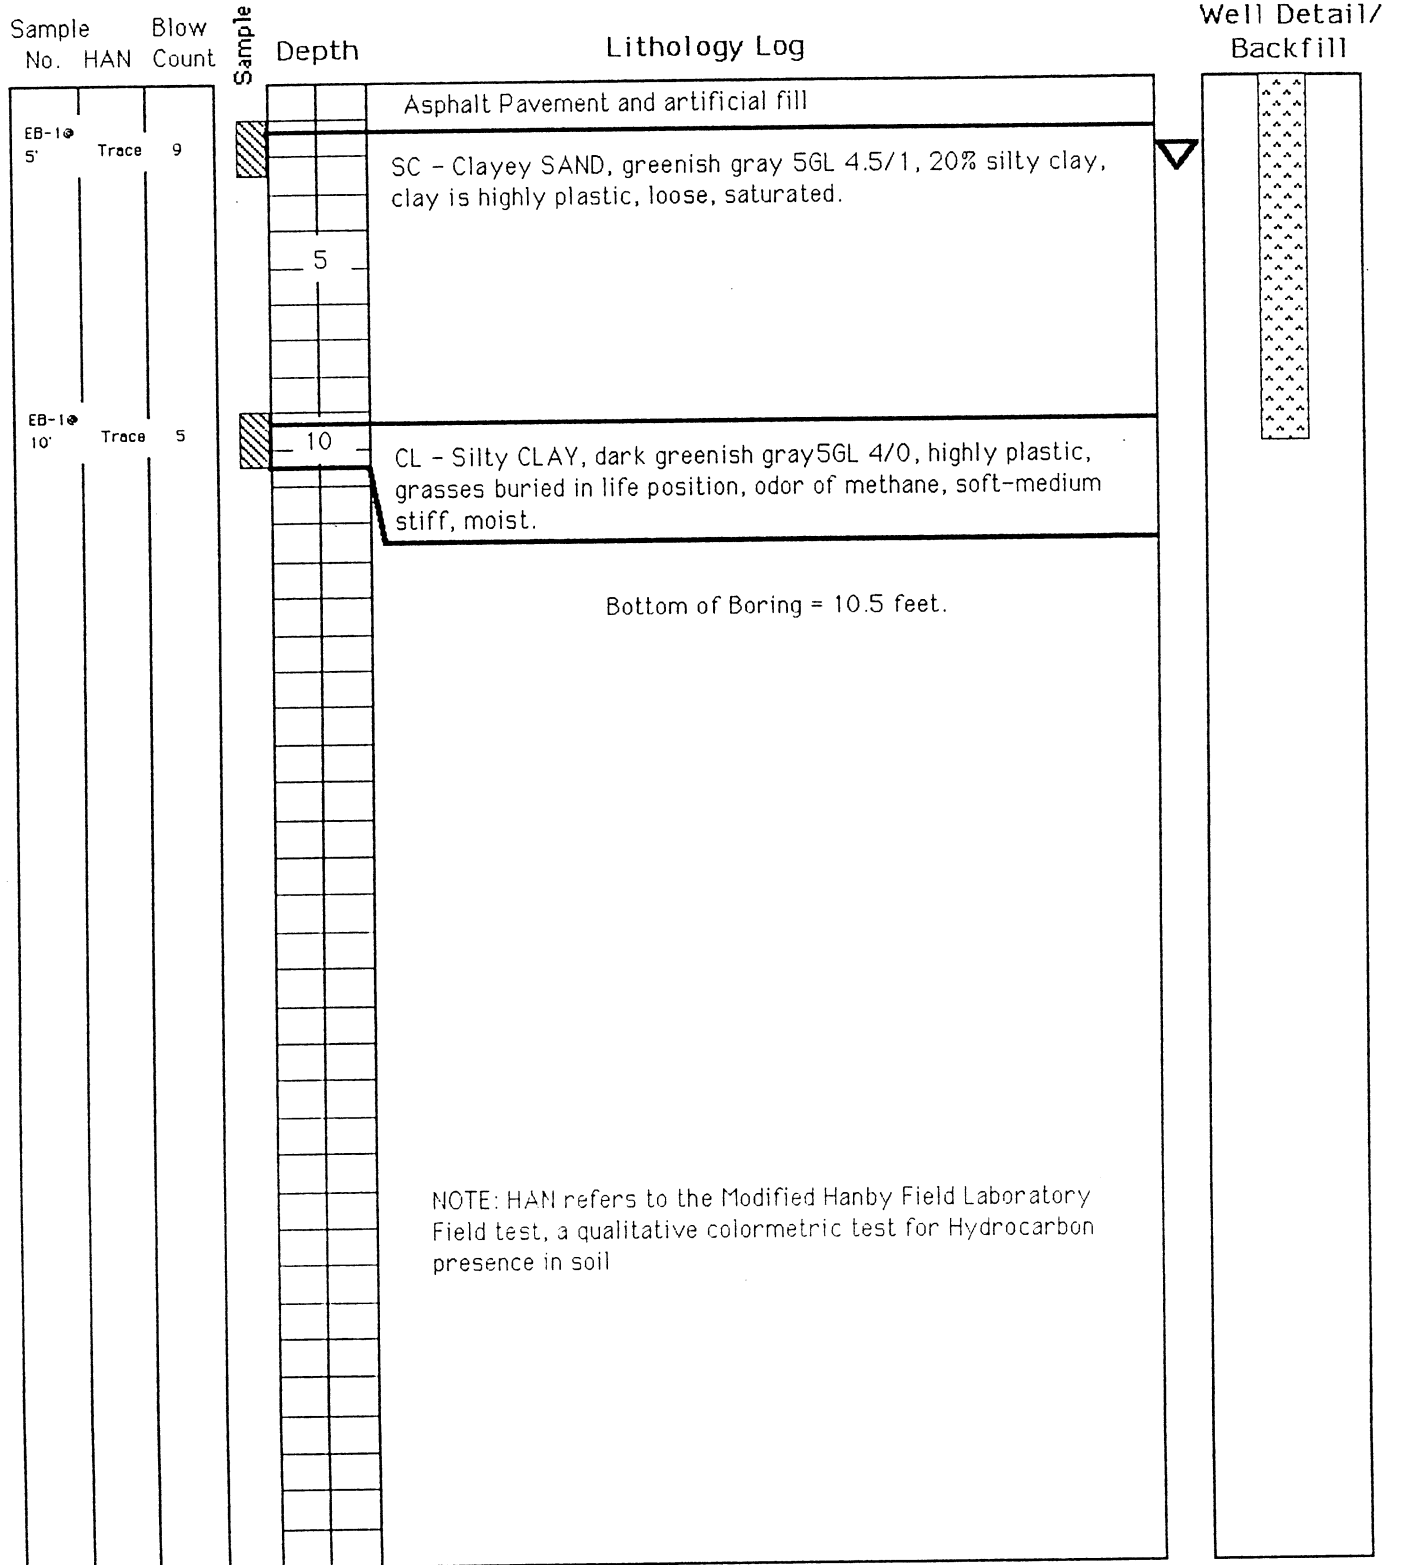 Sample Blow
No. HAN Count
Sample
Depth
Lithology Log
Well Detail/
Backfill
Asphalt Pavement and artificial fill
EB-1@
5' Trace 9
SC - Clayey SAND, greenish gray 5GL 4.5/1, 20% silty clay,
clay is highly plastic, loose, saturated.
5
EB-1@
10' Trace 5
10
CL - Silty CLAY, dark greenish gray5GL 4/0, highly plastic,
grasses buried in life position, odor of methane, soft-medium
stiff, moist.
Bottom of Boring = 10.5 feet.
NOTE: HAN refers to the Modified Hanby Field Laboratory
Field test, a qualitative colormetric test for Hydrocarbon
presence in soil